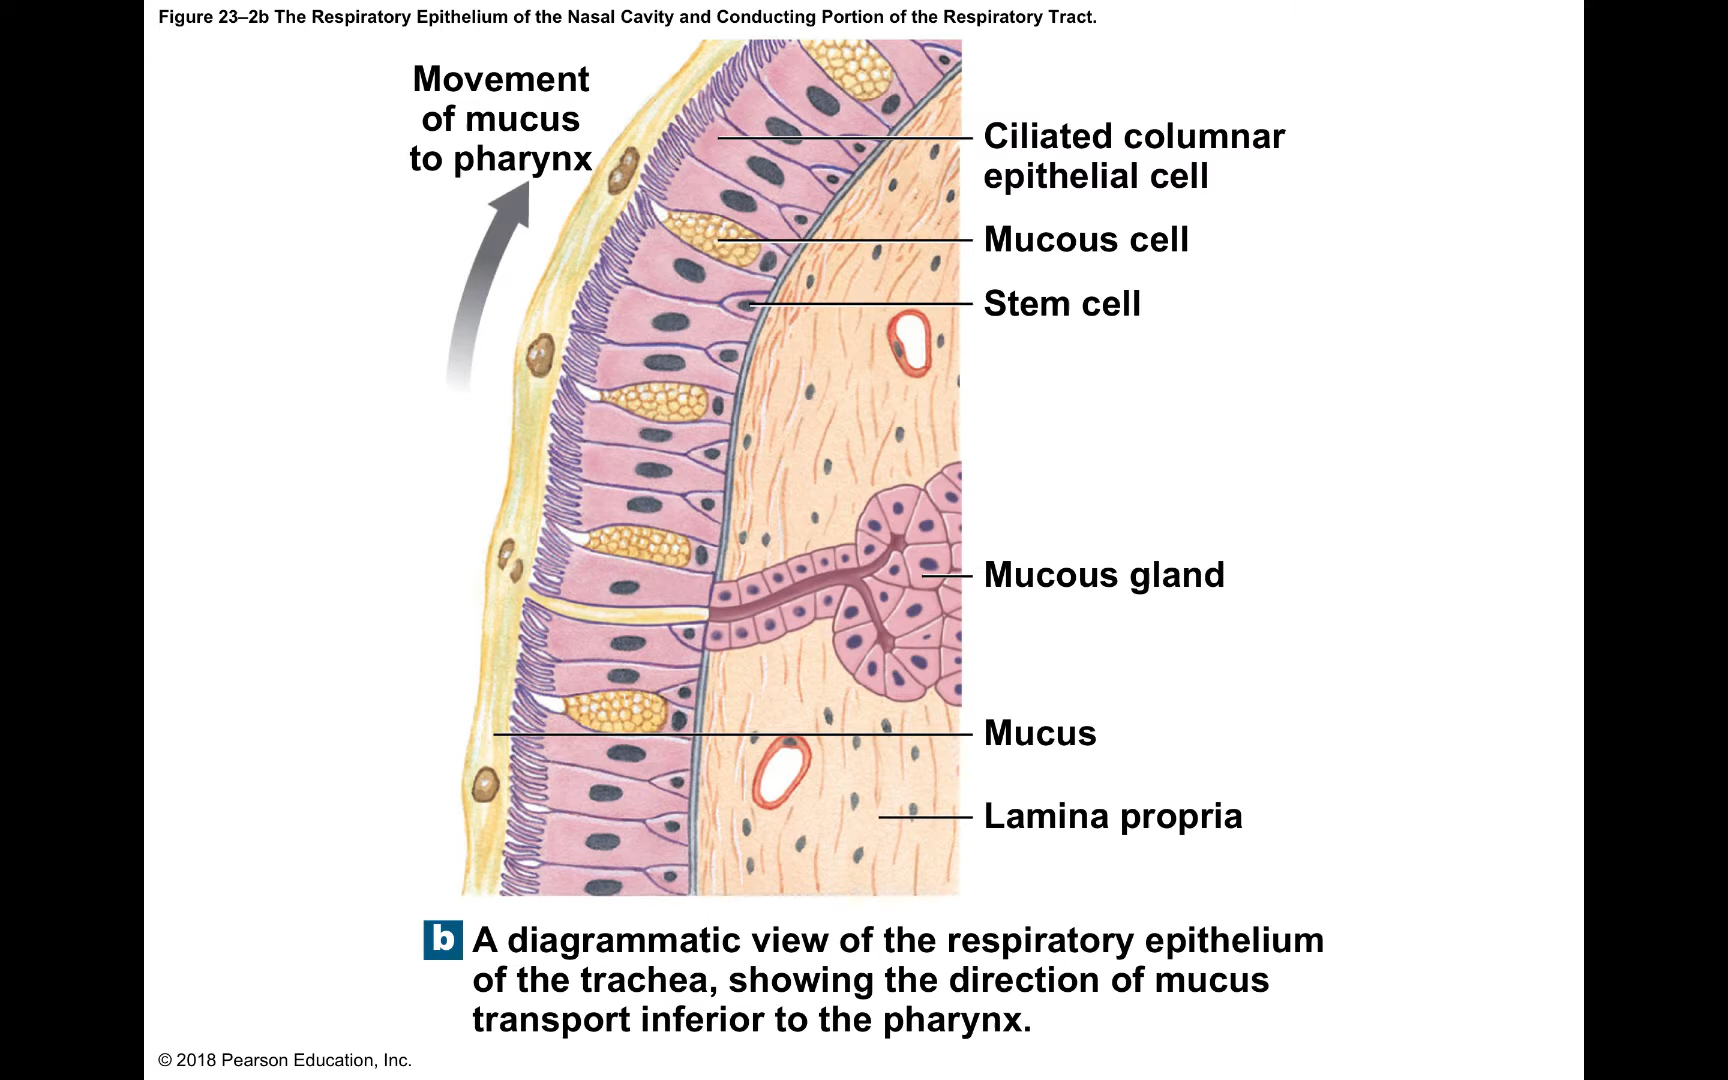 Figure 23–2b The Respiratory Epithelium of the Nasal Cavity and Conducting Portion of the Respiratory Tract.
Movement
of mucus
to pharynx
Ciliated columnar
epithelial cell
Mucous cell
Stem cell
Mucous gland
Mucus
Lamina propria
b A diagrammatic view of the respiratory epithelium
of the trachea, showing the direction of mucus
transport inferior to the pharynx.
© 2018 Pearson Education, Inc.